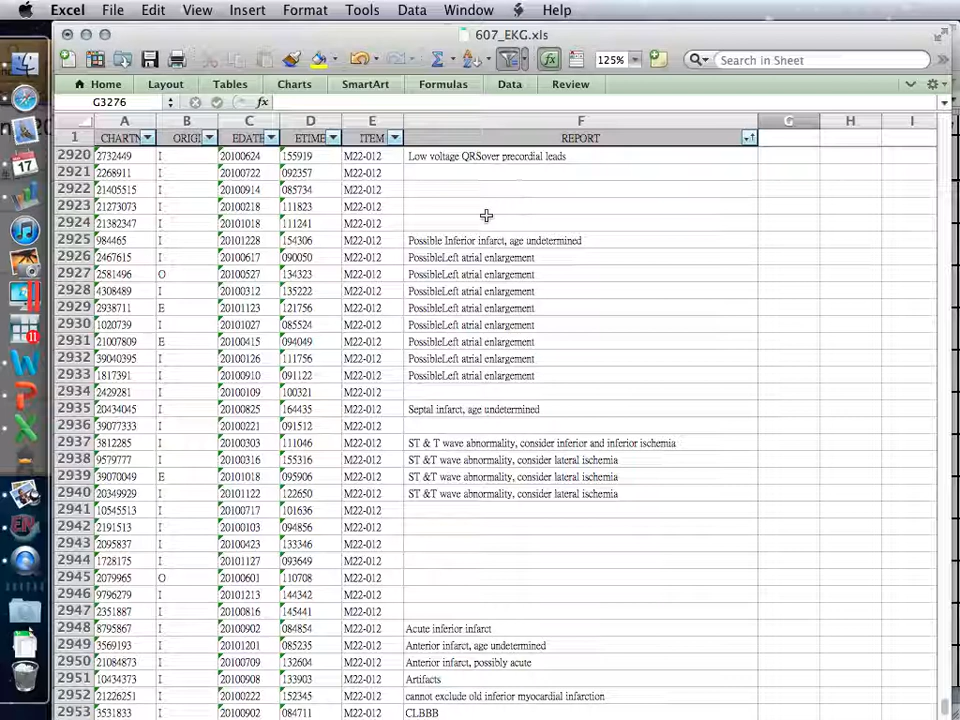 Excel File Edit View Insert Format Tools Data Window Help
607_EKG.xls
125% Search in Sheet
Home Layout Tables Charts SmartArt Formulas Data Review
G3276 fx
A B C D E F G H I
1 CHARTN ORIGI EDATE ETIME ITEM REPORT
2920 2732449 I 20100624 155919 M22-012 Low voltage QRSover precordial leads
2921 2268911 I 20100722 092357 M22-012
2922 21405515 I 20100914 085734 M22-012
2923 21273073 I 20100218 111823 M22-012
2924 21382347 I 20101018 111241 M22-012
2925 984465 I 20101228 154306 M22-012 Possible Inferior infarct, age undetermined
2926 2467615 I 20100617 090050 M22-012 PossibleLeft atrial enlargement
2927 2581496 O 20100527 134323 M22-012 PossibleLeft atrial enlargement
2928 4308489 I 20100312 135222 M22-012 PossibleLeft atrial enlargement
2929 2938711 E 20101123 121756 M22-012 PossibleLeft atrial enlargement
2930 1020739 I 20101027 085524 M22-012 PossibleLeft atrial enlargement
2931 21007809 E 20100415 094049 M22-012 PossibleLeft atrial enlargement
2932 39040395 I 20100126 111756 M22-012 PossibleLeft atrial enlargement
2933 1817391 I 20100910 091122 M22-012 PossibleLeft atrial enlargement
2934 2429281 I 20100109 100321 M22-012
2935 20434045 I 20100825 164435 M22-012 Septal infarct, age undetermined
2936 39077333 I 20100221 091512 M22-012
2937 3812285 I 20100303 111046 M22-012 ST & T wave abnormality, consider inferior and inferior ischemia
2938 9579777 I 20100316 155316 M22-012 ST &T wave abnormality, consider lateral ischemia
2939 39070049 E 20101018 095906 M22-012 ST &T wave abnormality, consider lateral ischemia
2940 20349929 I 20101122 122650 M22-012 ST &T wave abnormality, consider lateral ischemia
2941 10545513 I 20100717 101636 M22-012
2942 2191513 I 20100103 094856 M22-012
2943 2095837 I 20100423 133346 M22-012
2944 1728175 I 20101127 093649 M22-012
2945 2079965 O 20100601 110708 M22-012
2946 9796279 I 20101213 144342 M22-012
2947 2351887 I 20100816 145441 M22-012
2948 8795867 I 20100902 084854 M22-012 Acute inferior infarct
2949 3569193 I 20101201 085235 M22-012 Anterior infarct, age undetermined
2950 21084873 I 20100709 132604 M22-012 Anterior infarct, possibly acute
2951 10434373 I 20100908 133903 M22-012 Artifacts
2952 21226251 I 20100222 152345 M22-012 cannot exclude old inferior myocardial infarction
2953 3531833 I 20100902 084711 M22-012 CLBBB
17
11